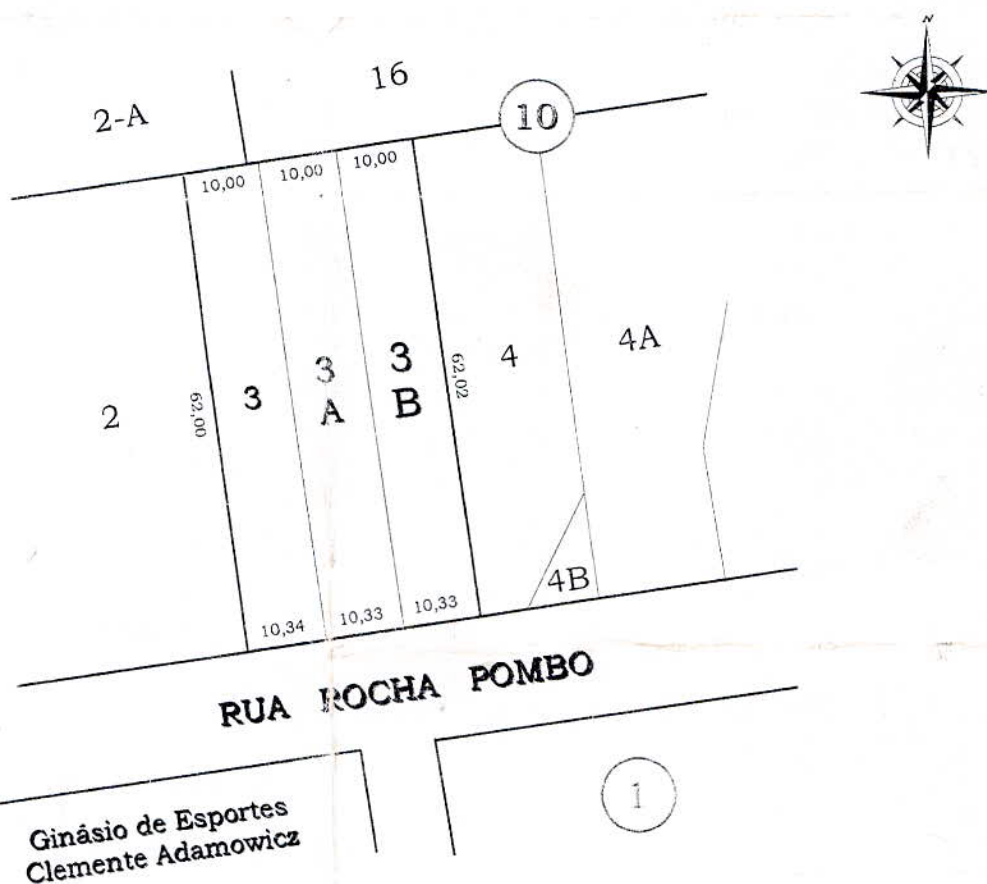 N
16
2-A
10
10,00
10,00
10,00
2
62,00
3
3
A
3
B
62,02
4
4A
4B
10,34
10,33
10,33
RUA ROCHA POMBO
1
Ginásio de Esportes
Clemente Adamowicz